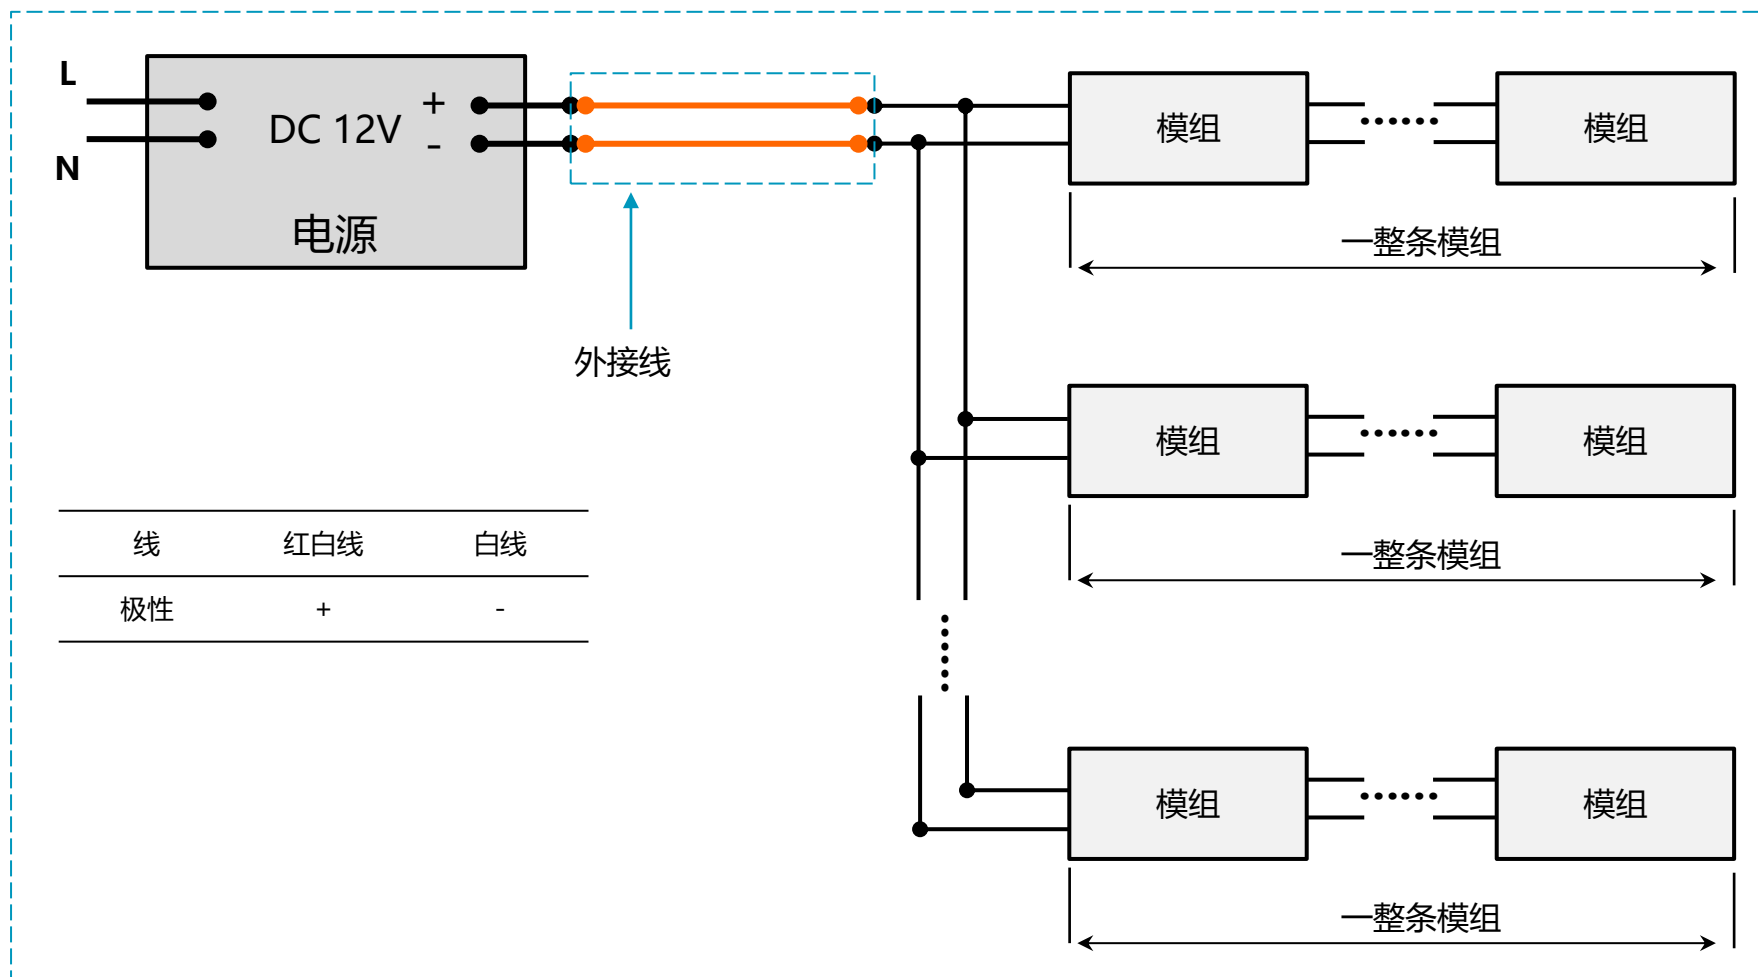 L
N
DC 12V
+
-
电源
外接线
模组
模组
一整条模组
模组
模组
一整条模组
线 红白线 白线
极性 + -
模组
模组
一整条模组